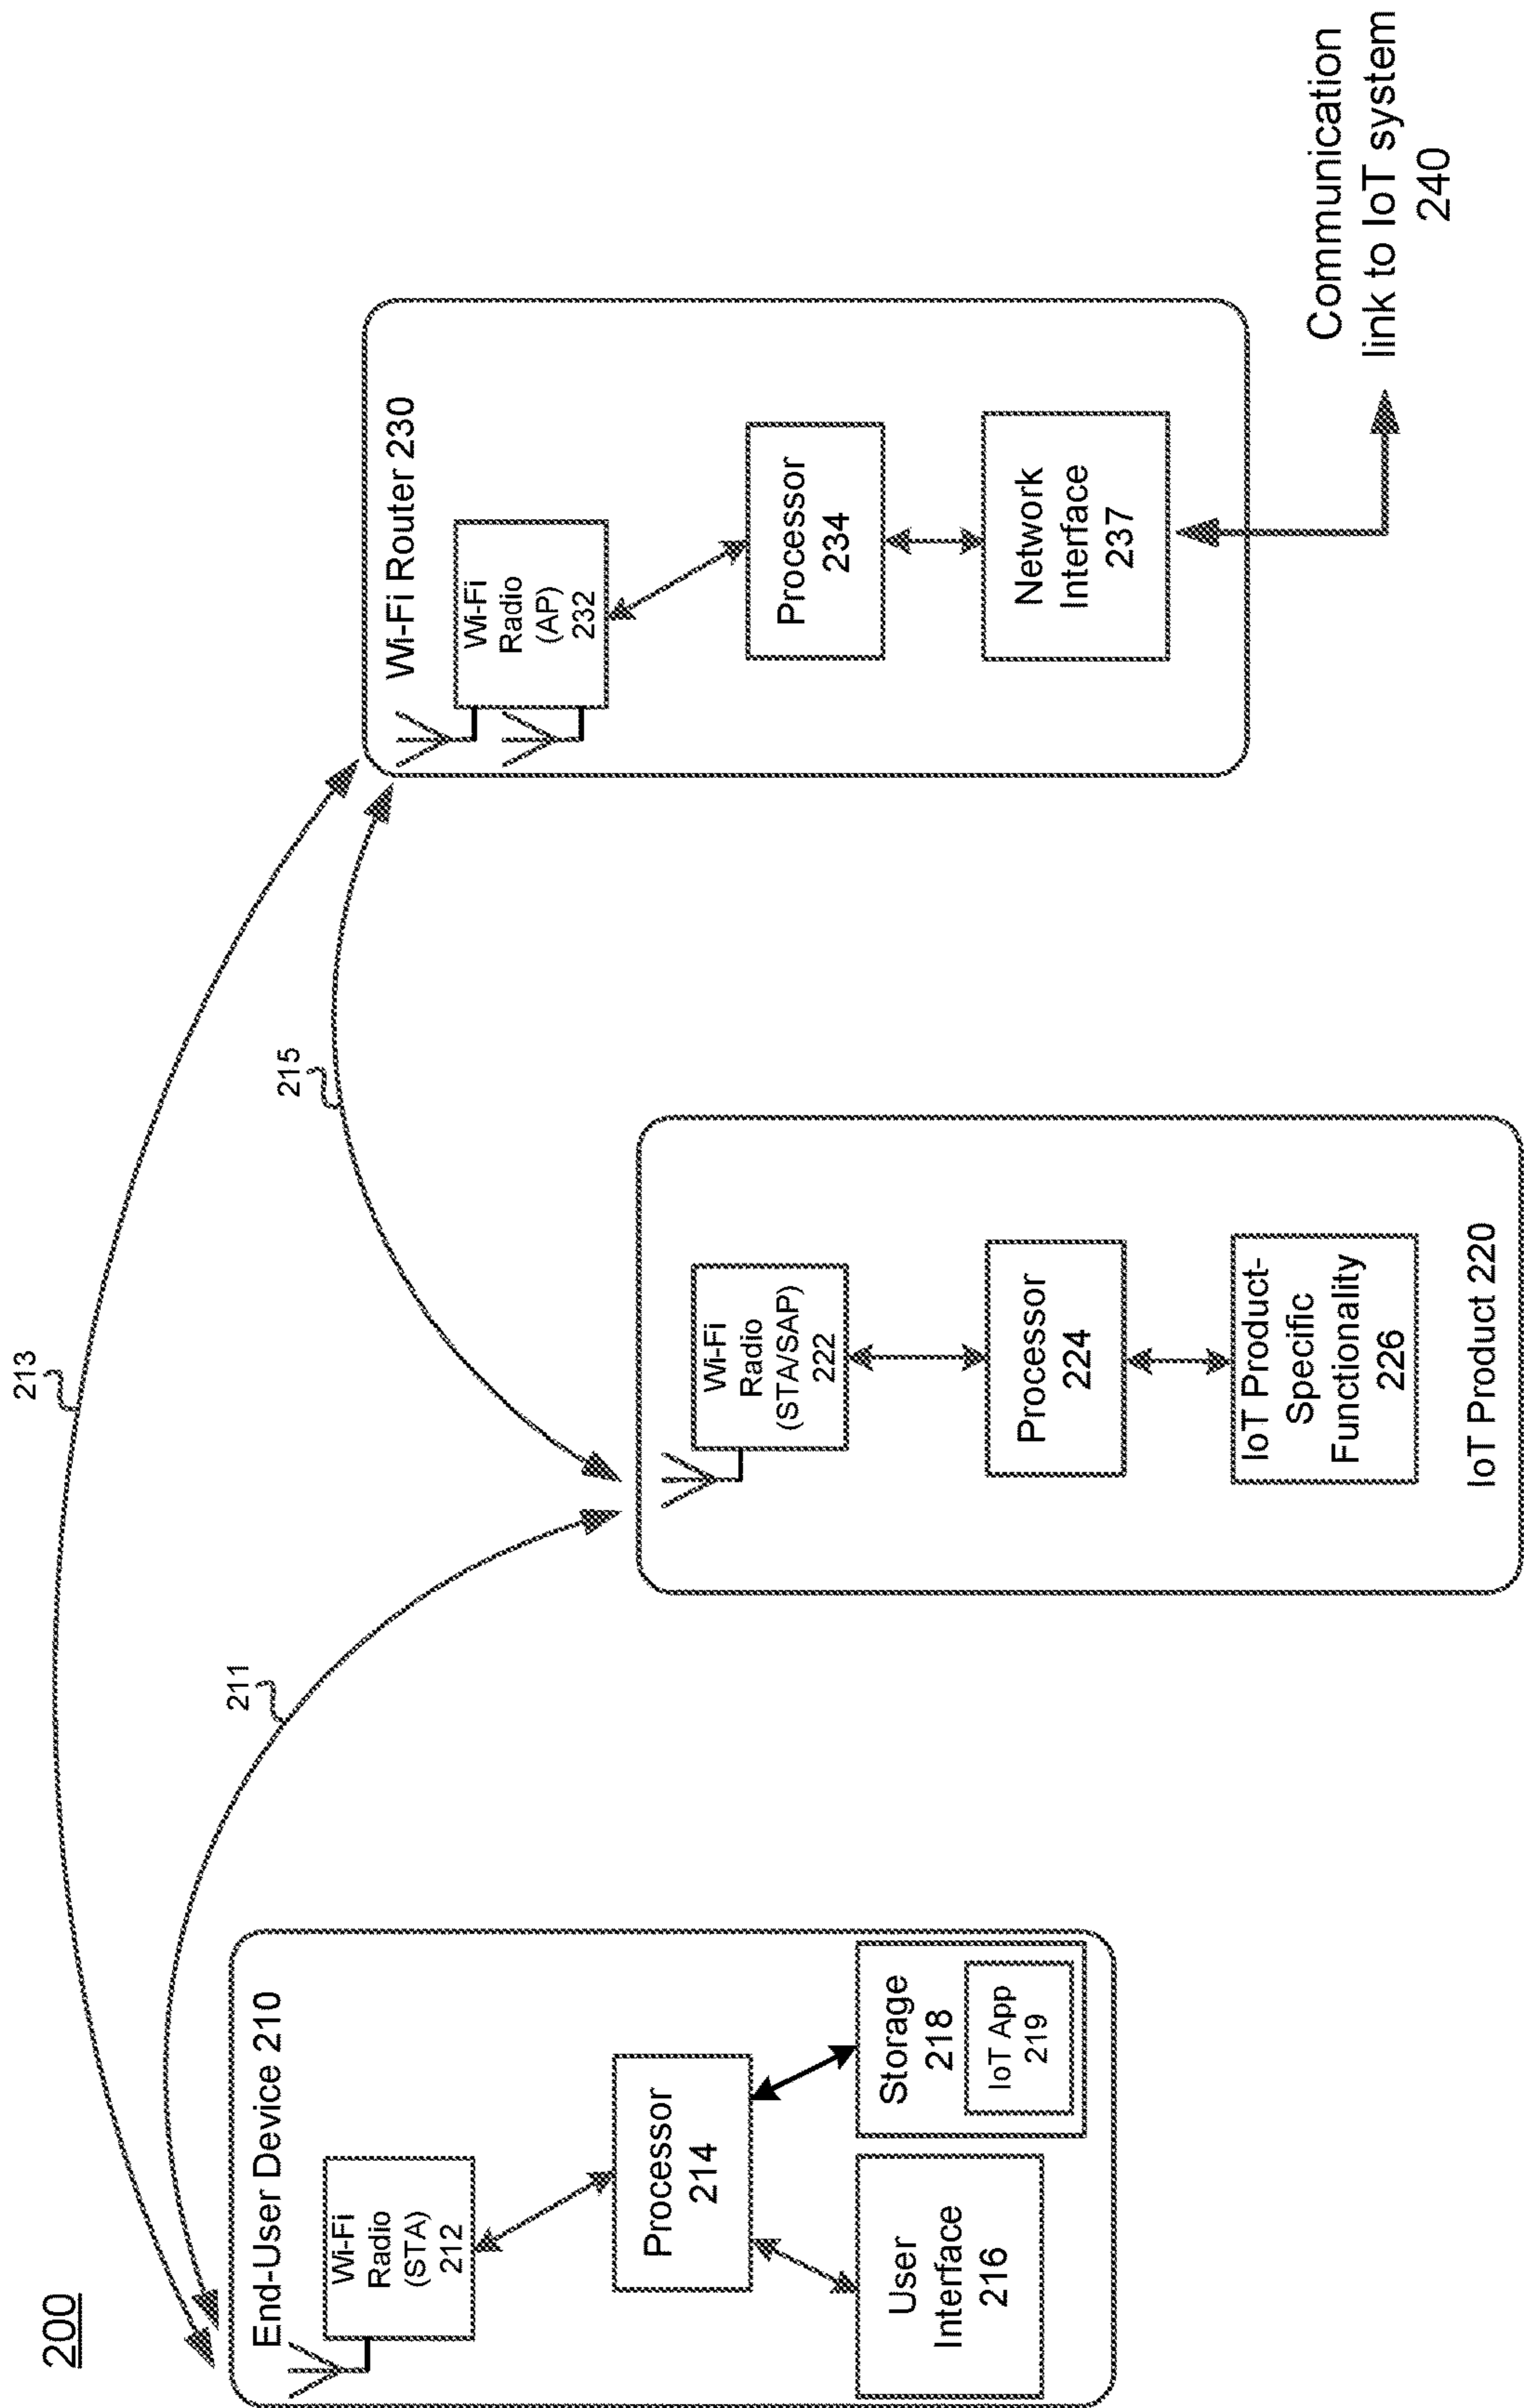 200
213
211
215
End-User Device 210
Wi-Fi
Radio
(STA)
212
Processor
214
User
Interface
216
Storage
218
IoT App
219
Wi-Fi
Radio
(STA/SAP)
222
Processor
224
IoT Product-
Specific
Functionality
226
IoT Product 220
Wi-Fi Router 230
Wi-Fi
Radio
(AP)
232
Processor
234
Network
Interface
237
Communication
link to IoT system
240